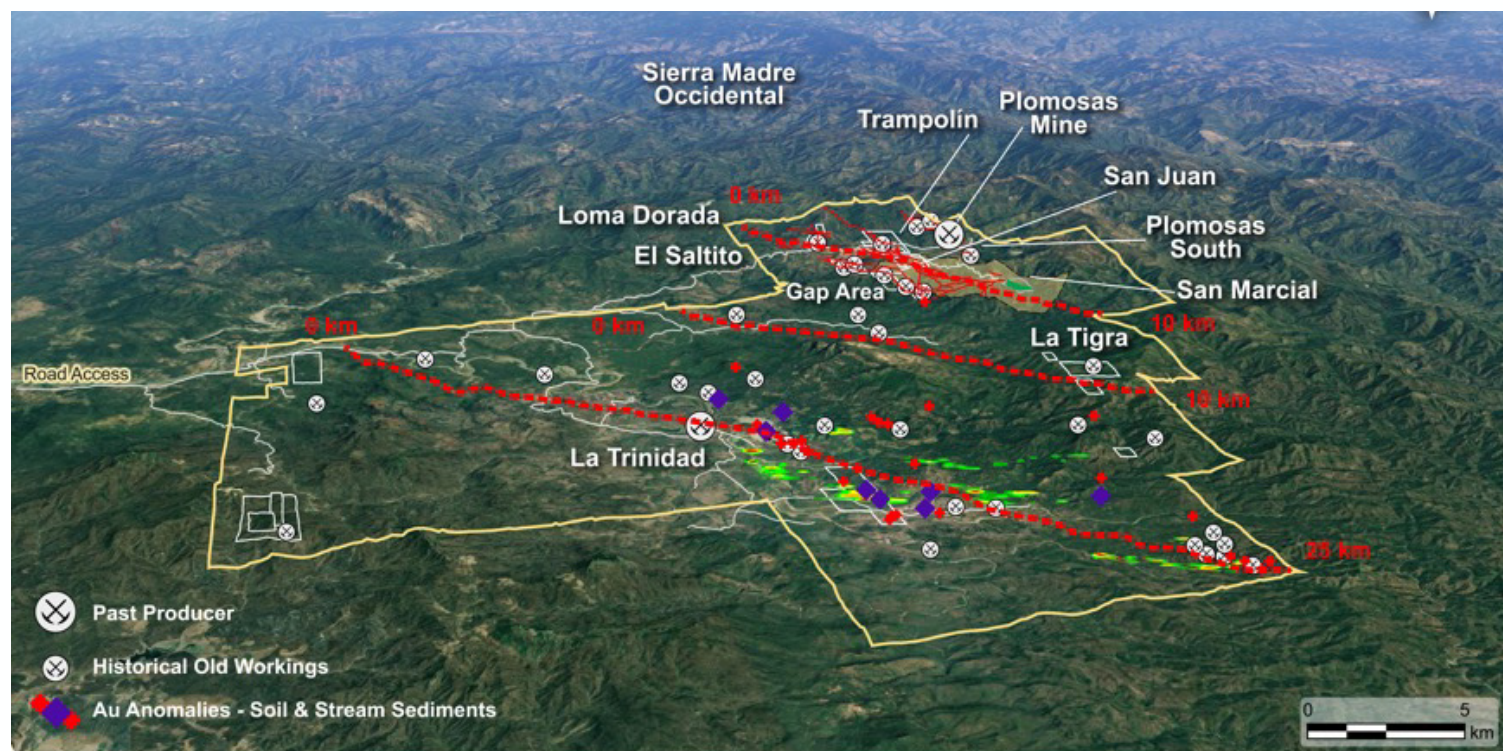 Sierra Madre
Occidental
Plomosas
Mine
Trampolín
San Juan
0 km
Loma Dorada
Plomosas
South
El Saltito
Gap Area
San Marcial
0 km
0 km
10 km
La Tigra
Road Access
10 km
La Trinidad
25 km
Past Producer
Historical Old Workings
Au Anomalies - Soil & Stream Sediments
0 5
km